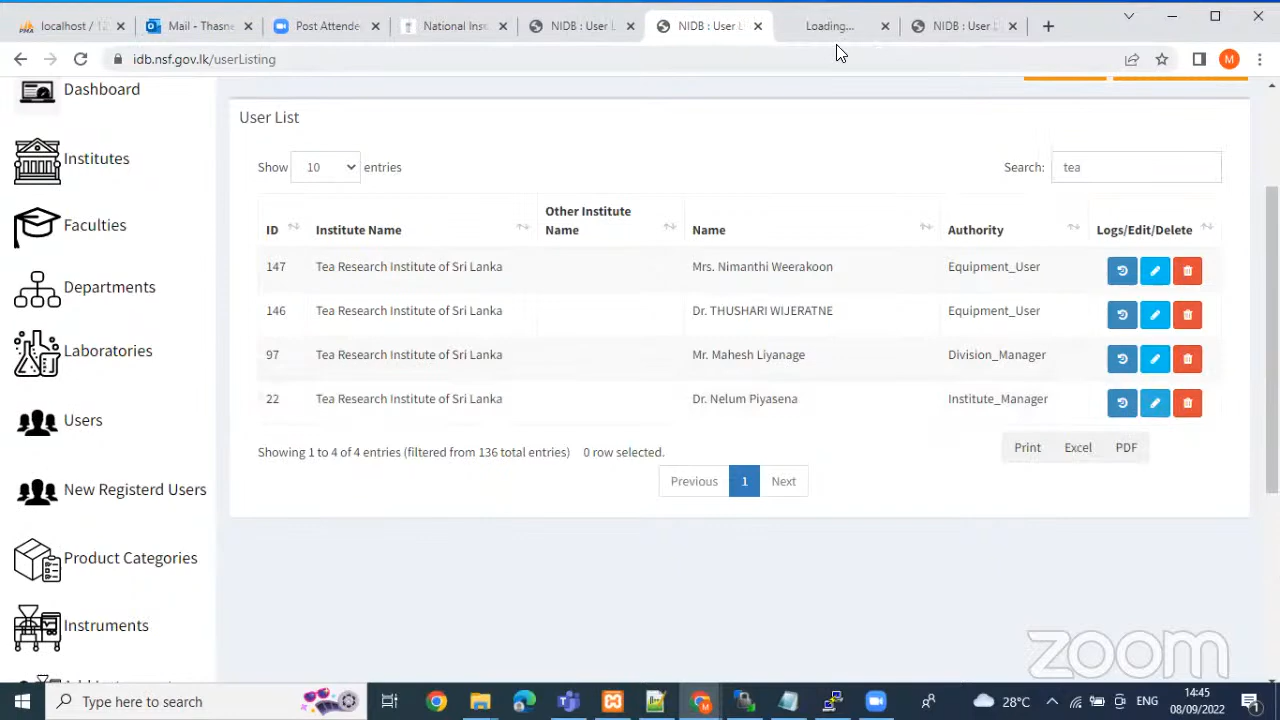 localhost / 12
Mail - Thasne
Post Attende
National Ins
NIDB : User L
NIDB : User L
Loading...
NIDB : User
idb.nsf.gov.lk/userListing
M
Dashboard
Institutes
Faculties
Departments
Laboratories
Users
New Registerd Users
Product Categories
Instruments
User List
Show 10 entries
Search: tea
ID Institute Name Other Institute Name Name Authority Logs/Edit/Delete
147 Tea Research Institute of Sri Lanka Mrs. Nimanthi Weerakoon Equipment_User
146 Tea Research Institute of Sri Lanka Dr. THUSHARI WIJERATNE Equipment_User
97 Tea Research Institute of Sri Lanka Mr. Mahesh Liyanage Division_Manager
22 Tea Research Institute of Sri Lanka Dr. Nelum Piyasena Institute_Manager
Showing 1 to 4 of 4 entries (filtered from 136 total entries) 0 row selected.
Print Excel PDF
Previous 1 Next
zoom
Type here to search
28°C
ENG
14:45
08/09/2022